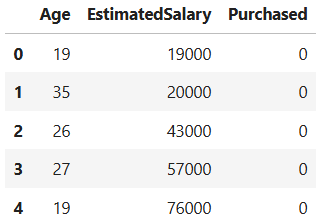 Age EstimatedSalary Purchased
0 19 19000 0
1 35 20000 0
2 26 43000 0
3 27 57000 0
4 19 76000 0